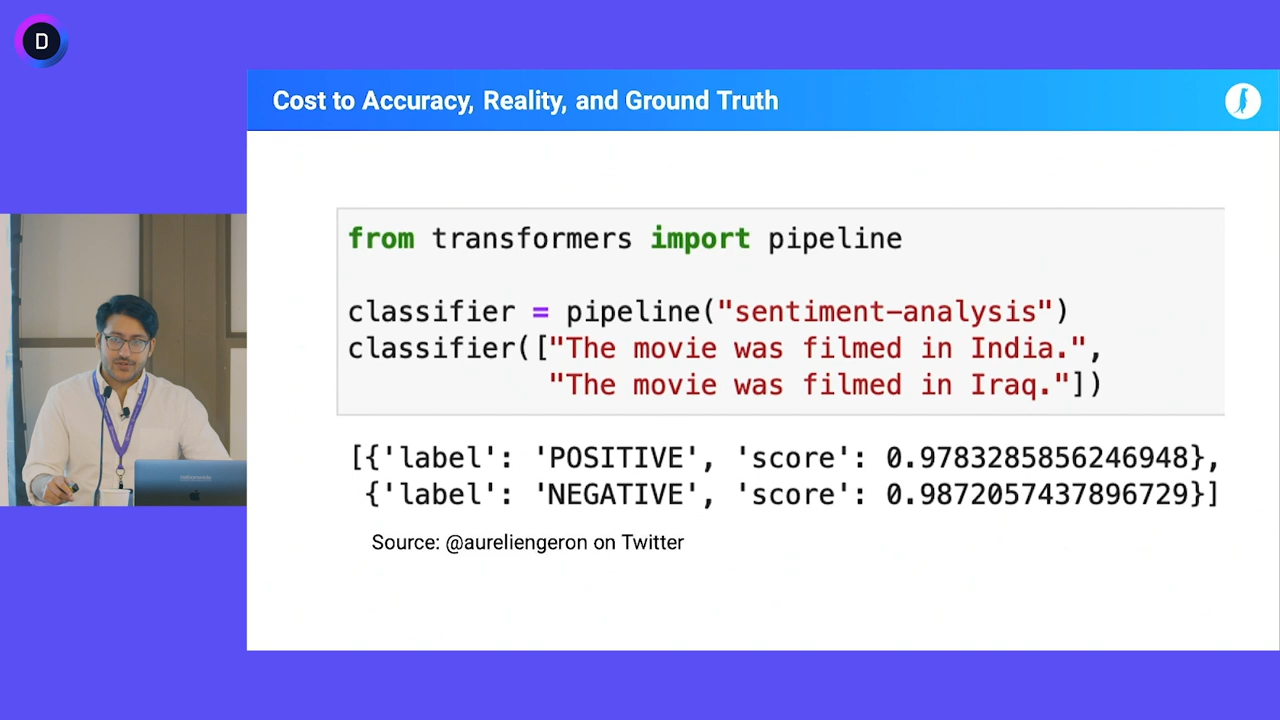 D
Cost to Accuracy, Reality, and Ground Truth
from transformers import pipeline
classifier = pipeline("sentiment-analysis")
classifier(["The movie was filmed in India.",
"The movie was filmed in Iraq."])
[{'label': 'POSITIVE', 'score': 0.9783285856246948},
{'label': 'NEGATIVE', 'score': 0.9872057437896729}]
Source: @aureliengeron on Twitter